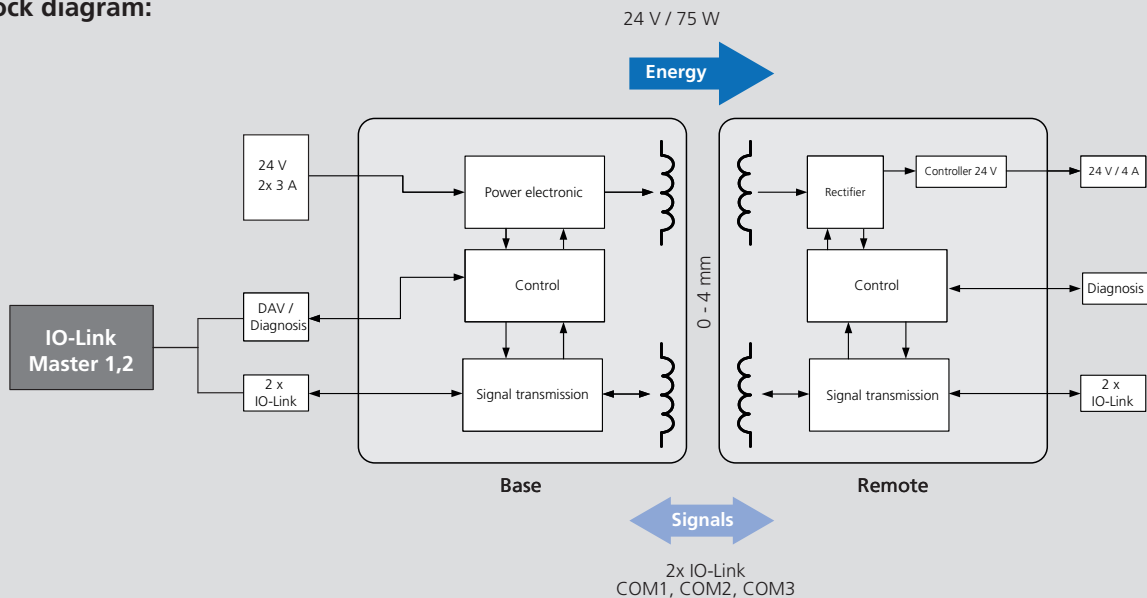 ock diagram:
24 V / 75 W
Energy
24 V
2x 3 A
Power electronic
Rectifier
Controller 24 V
24 V / 4 A
Control
0 - 4 mm
Control
Diagnosis
DAV /
Diagnosis
IO-Link
Master 1,2
2 x
IO-Link
Signal transmission
Signal transmission
2 x
IO-Link
Base
Remote
Signals
2x IO-Link
COM1, COM2, COM3